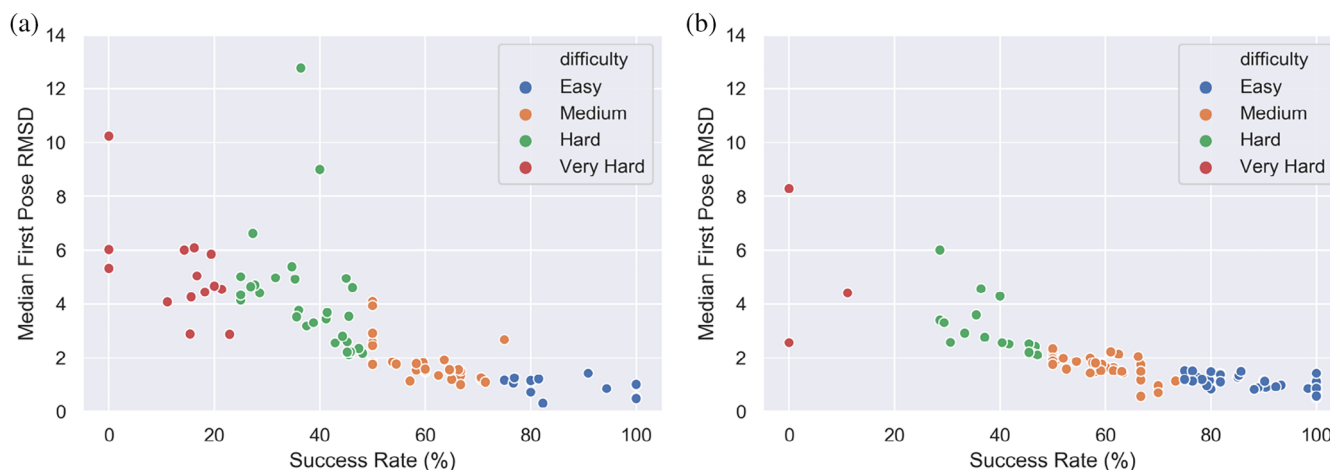 (a)
14
12
10
8
6
4
2
0
Median First Pose RMSD
difficulty
Easy
Medium
Hard
Very Hard
0 20 40 60 80 100
Success Rate (%)
(b)
14
12
10
8
6
4
2
0
Median First Pose RMSD
difficulty
Easy
Medium
Hard
Very Hard
0 20 40 60 80 100
Success Rate (%)